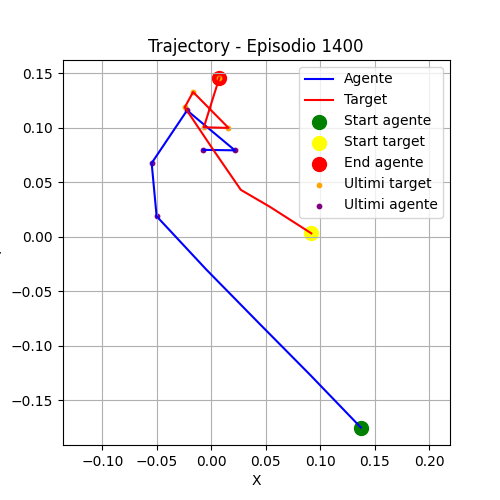 Trajectory - Episodio 1400
0.15
0.10
0.05
0.00
−0.05
−0.10
−0.15
−0.10
−0.05
0.00
0.05
0.10
0.15
0.20
X
Agente
Target
Start agente
Start target
End agente
Ultimi target
Ultimi agente